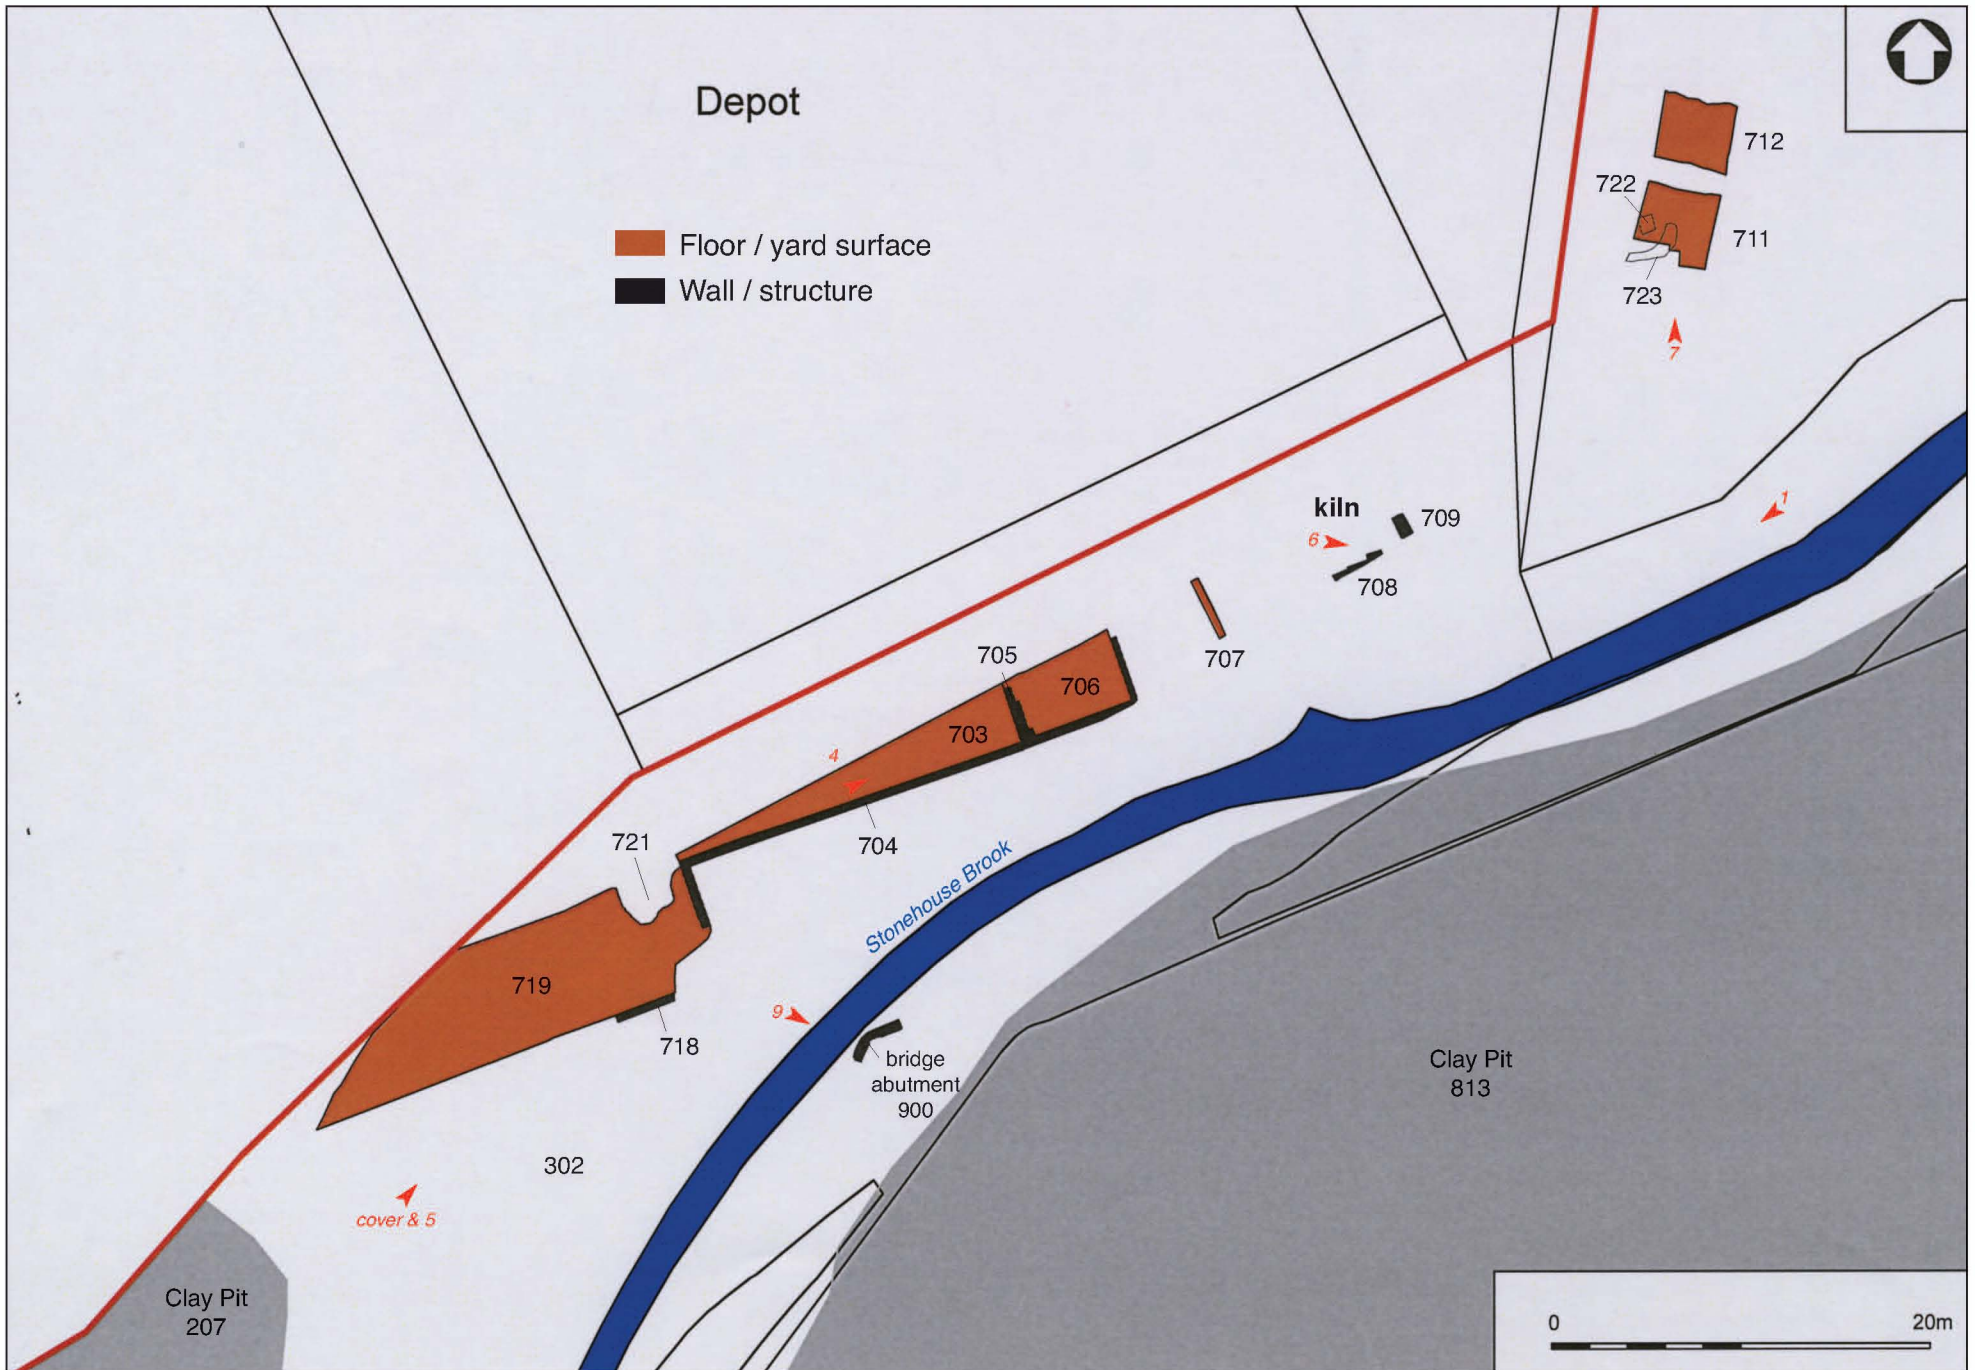 Depot
Floor / yard surface
Wall / structure
712
722
711
723
7
1
kiln
709
6
708
707
705
706
703
4
704
721
Stonehouse Brook
719
9
718
bridge
abutment
900
Clay Pit
813
302
cover & 5
Clay Pit
207
0
20m